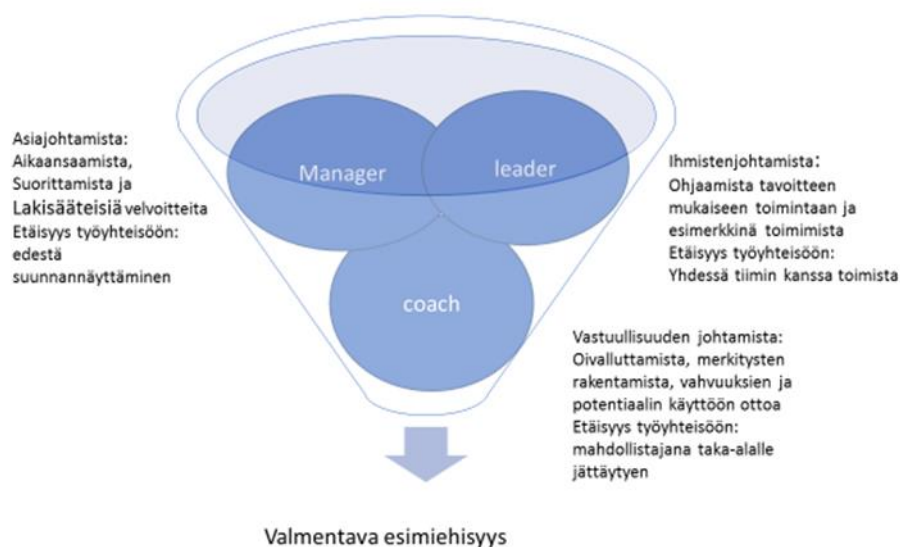 Asiajohtamista:
Aikaansaamista,
Suorittamista ja
Lakisääteisiä velvoitteita
Etäisyys työyhteisöön:
edestä
suunnannäyttäminen
Manager
leader
coach
Ihmistenjohtamista:
Ohjaamista tavoitteen
mukaiseen toimintaan ja
esimerkkinä toimimista
Etäisyys työyhteisöön:
Yhdessä tiimin kanssa toimista
Vastuullisuuden johtamista:
Oivalluttamista, merkitysten
rakentamista, vahvuuksien ja
potentiaalin käyttöön ottoa
Etäisyys työyhteisöön:
mahdollistajana taka-alalle
jättäytyen
Valmentava esimiehisyys